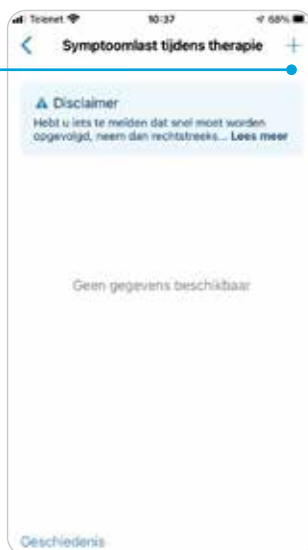 Telenet 10:37 68%
Symptoomlast tijdens therapie
Disclaimer
Hebt u iets te melden dat snel moet worden
opgevolgd, neem dan rechtstreeks... Lees meer
Geen gegevens beschikbaar
Geschiedenis